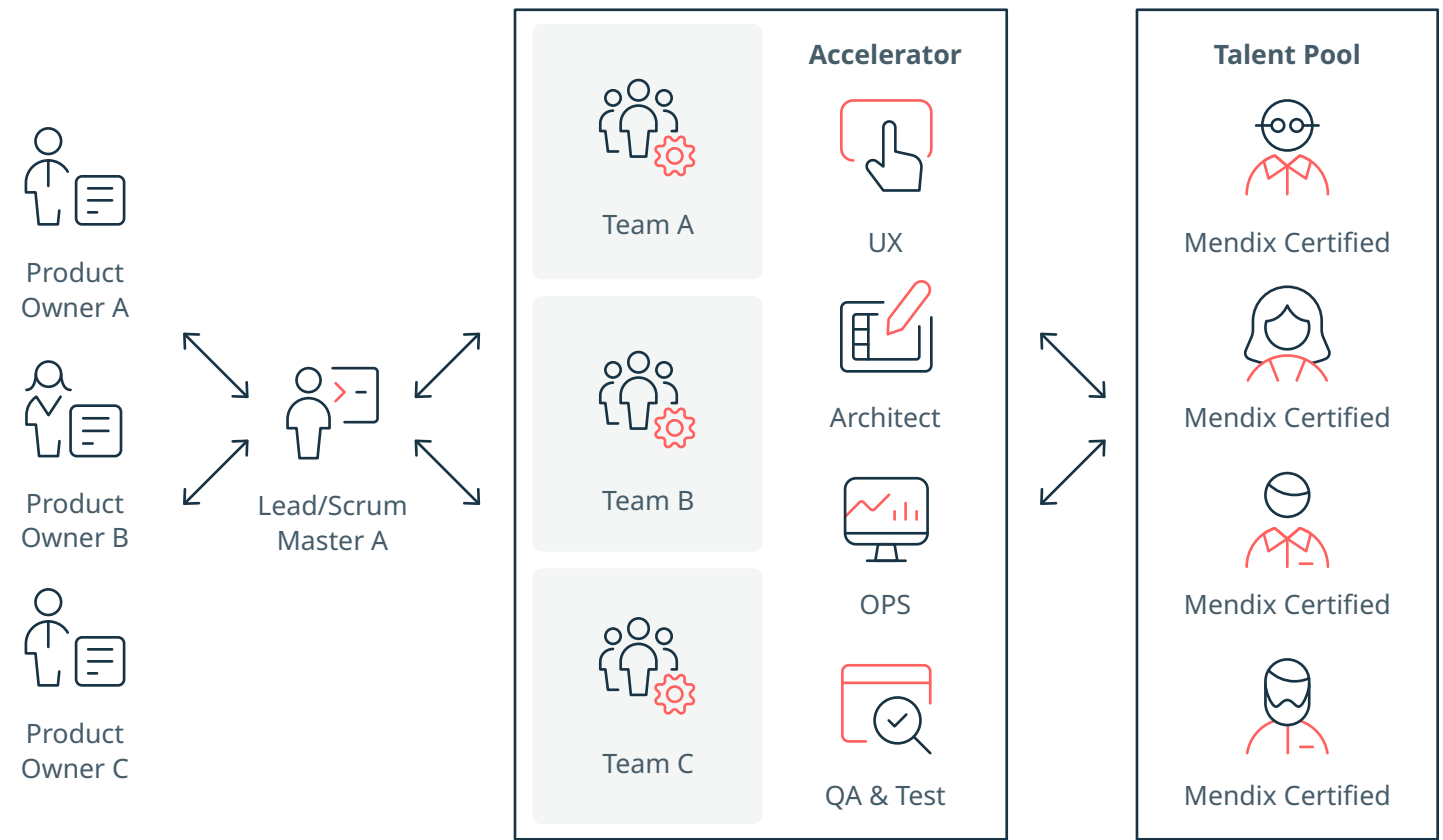 Product
Owner A
Product
Owner B
Product
Owner C
Lead/Scrum
Master A
Team A
Team B
Team C
Accelerator
UX
Architect
OPS
QA & Test
Talent Pool
Mendix Certified
Mendix Certified
Mendix Certified
Mendix Certified